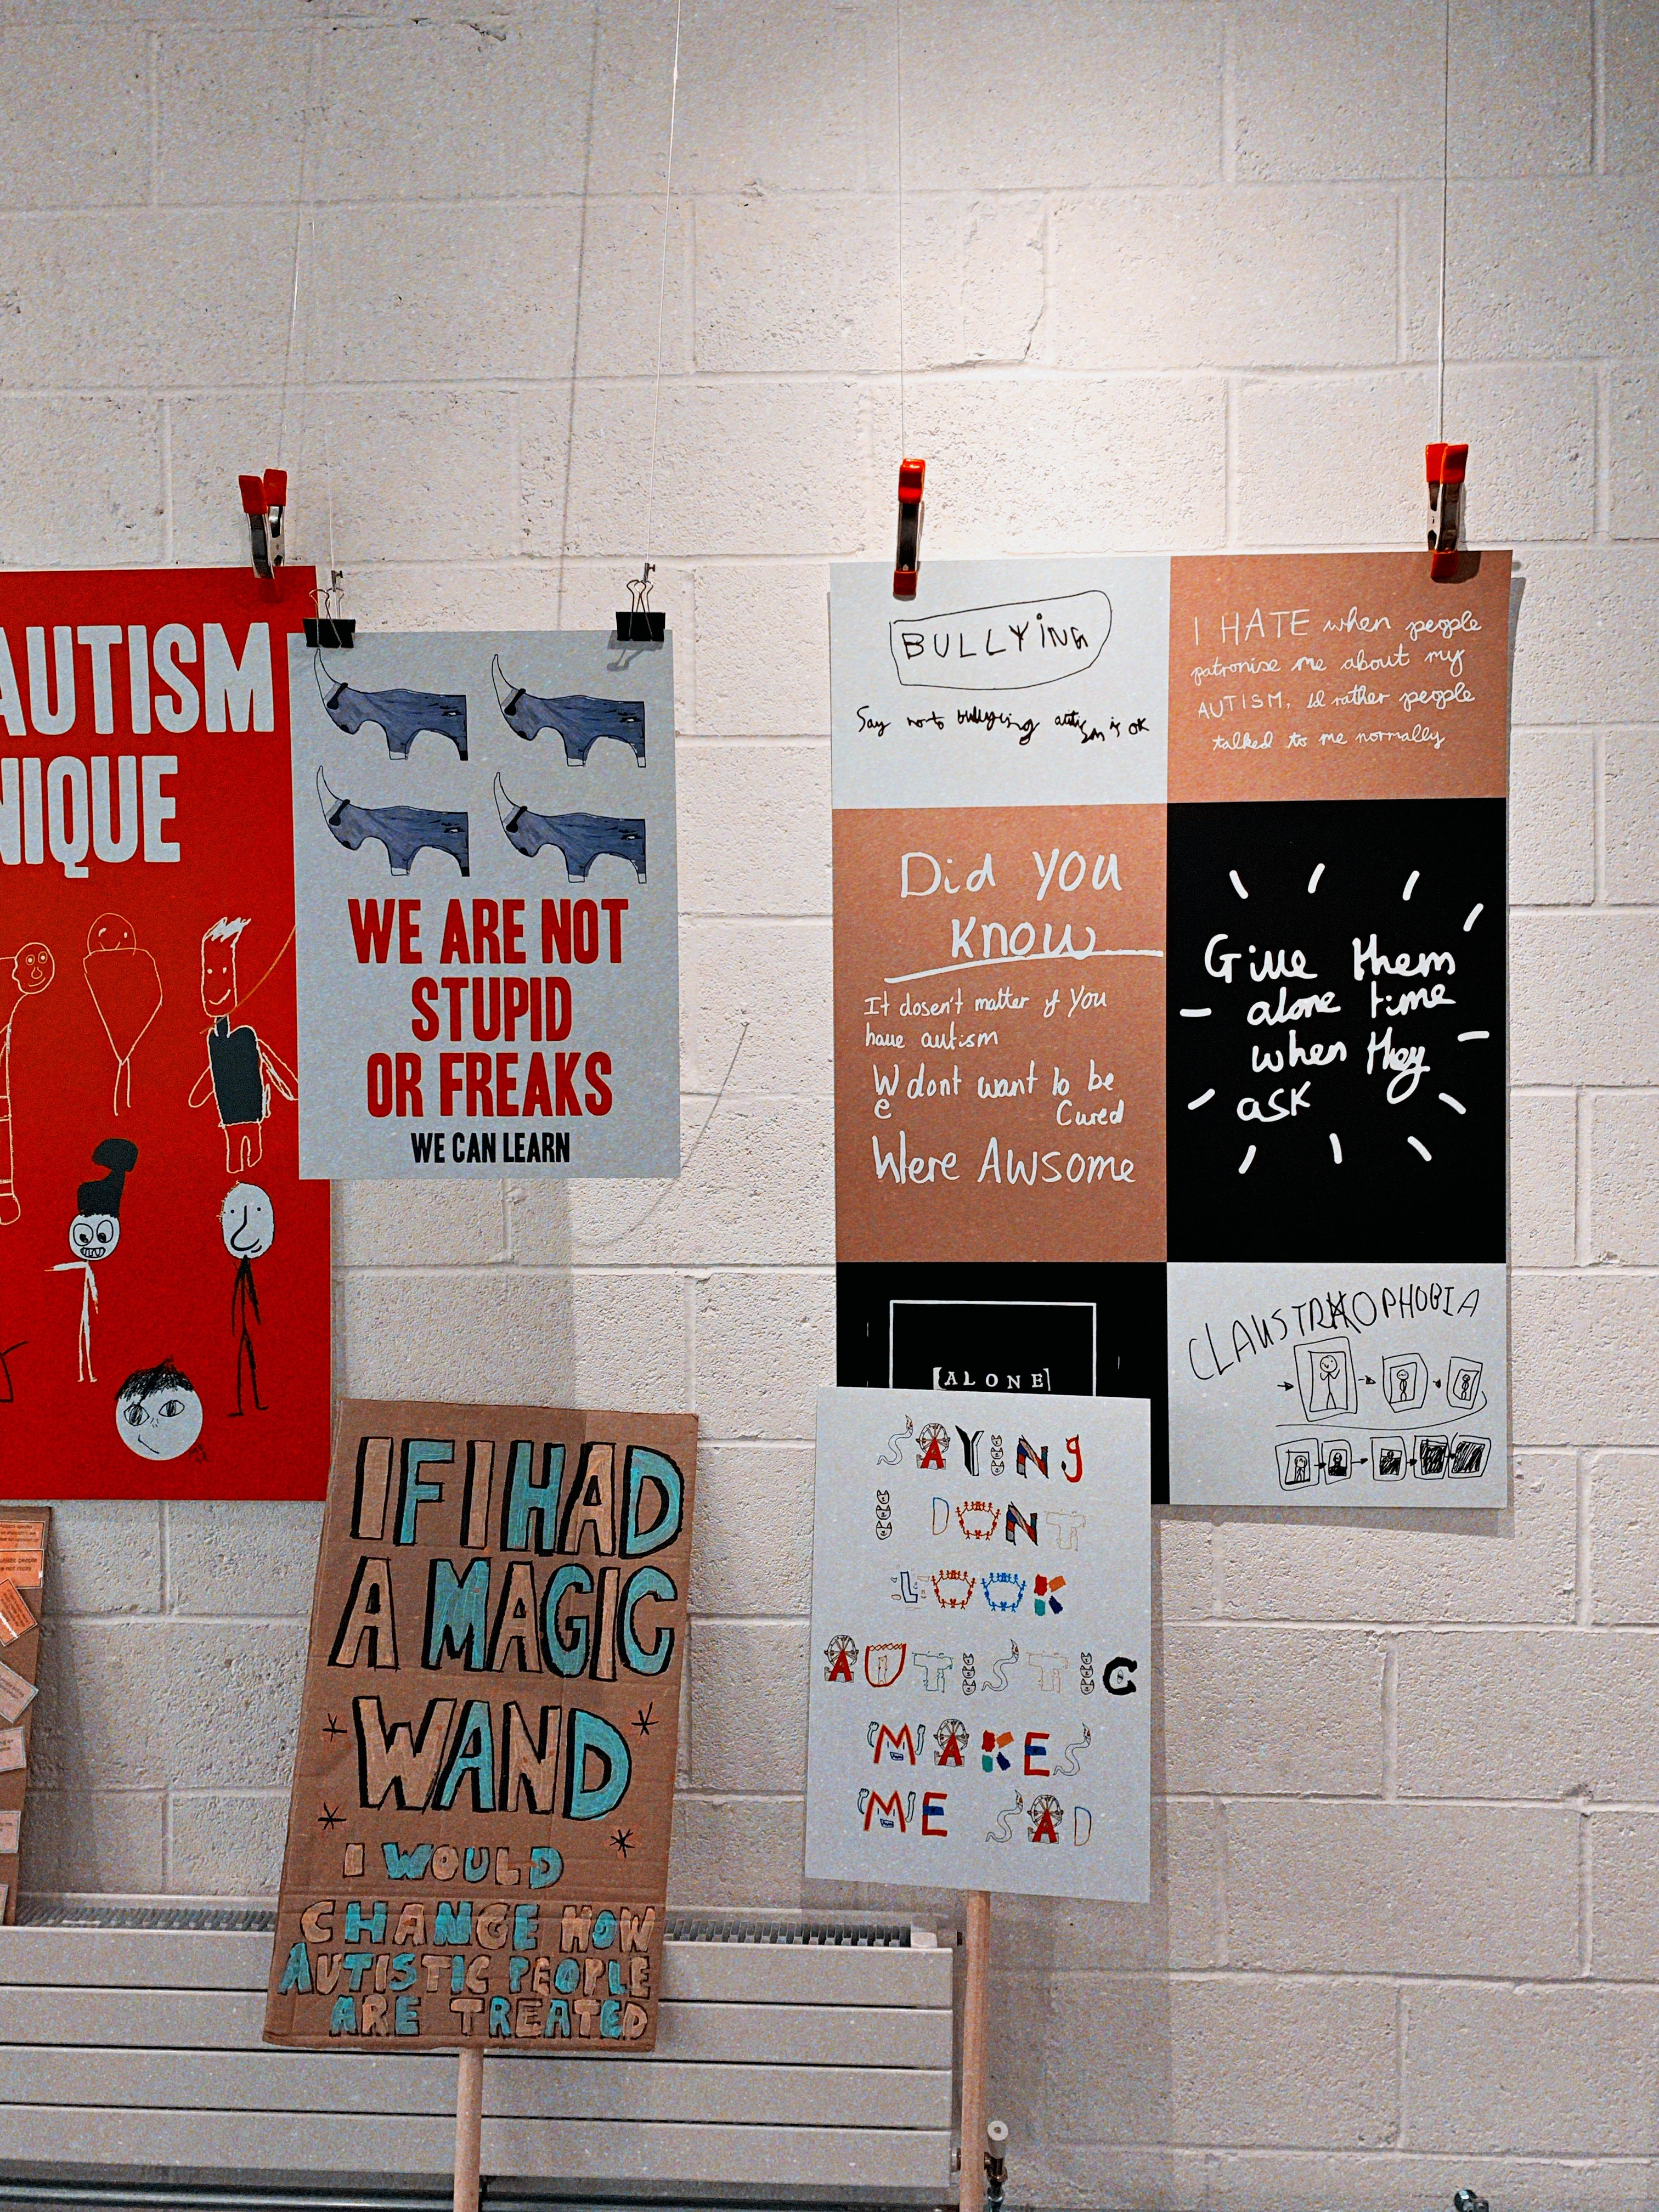 AUTISM
NIQUE
WE ARE NOT
STUPID
OR FREAKS
WE CAN LEARN
BULLYiNG
Say no to bullying autism is ok
I HATE when people
patronise me about my
AUTISM, id rather people
talked to me normally
Did YOU
Know
It dosen't matter if You
have autism
We dont want to be
Cured
Were AWSome
Give them
alone time
when they
ask
[ALONE]
CLAUSTRHOPHOBIA
IF I HAD
A MAGIC
WAND
I WOULD
CHANGE HOW
AUTISTIC PEOPLE
ARE TREATED
SAYING
I DONT
LOOK
AUTISTIC
MAKES
ME SAD